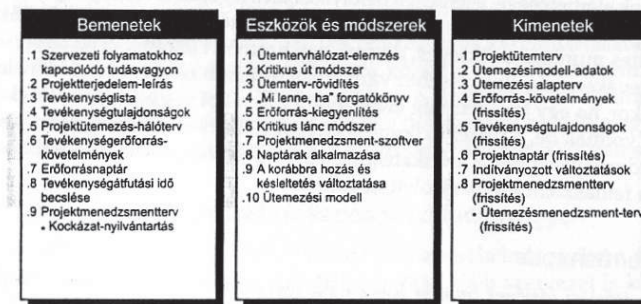 Bemenetek
.1 Szervezeti folyamatokhoz
kapcsolódó tudásvagyon
.2 Projektterjedelem-leírás
.3 Tevékenységlista
.4 Tevékenységtulajdonságok
.5 Projektütemezés-hálóterv
.6 Tevékenységerőforrás-
követelmények
.7 Erőforrásnaptár
.8 Tevékenységátfutási idő
becslése
.9 Projektmenedzsmentterv
• Kockázat-nyilvántartás
Eszközök és módszerek
.1 Ütemtervhálózat-elemzés
.2 Kritikus út módszer
.3 Ütemterv-rövidítés
.4 „Mi lenne, ha” forgatókönyv
.5 Erőforrás-kiegyenlítés
.6 Kritikus lánc módszer
.7 Projektmenedzsment-szoftver
.8 Naptárak alkalmazása
.9 A korábbra hozás és
késleltetés változtatása
.10 Ütemezési modell
Kimenetek
.1 Projektütemterv
.2 Ütemezésimodell-adatok
.3 Ütemezési alapterv
.4 Erőforrás-követelmények
(frissítés)
.5 Tevékenységtulajdonságok
(frissítés)
.6 Projektnaptár (frissítés)
.7 Indítványozott változtatások
.8 Projektmenedzsmentterv
(frissítés)
• Ütemezésmenedzsment-terv
(frissítés)